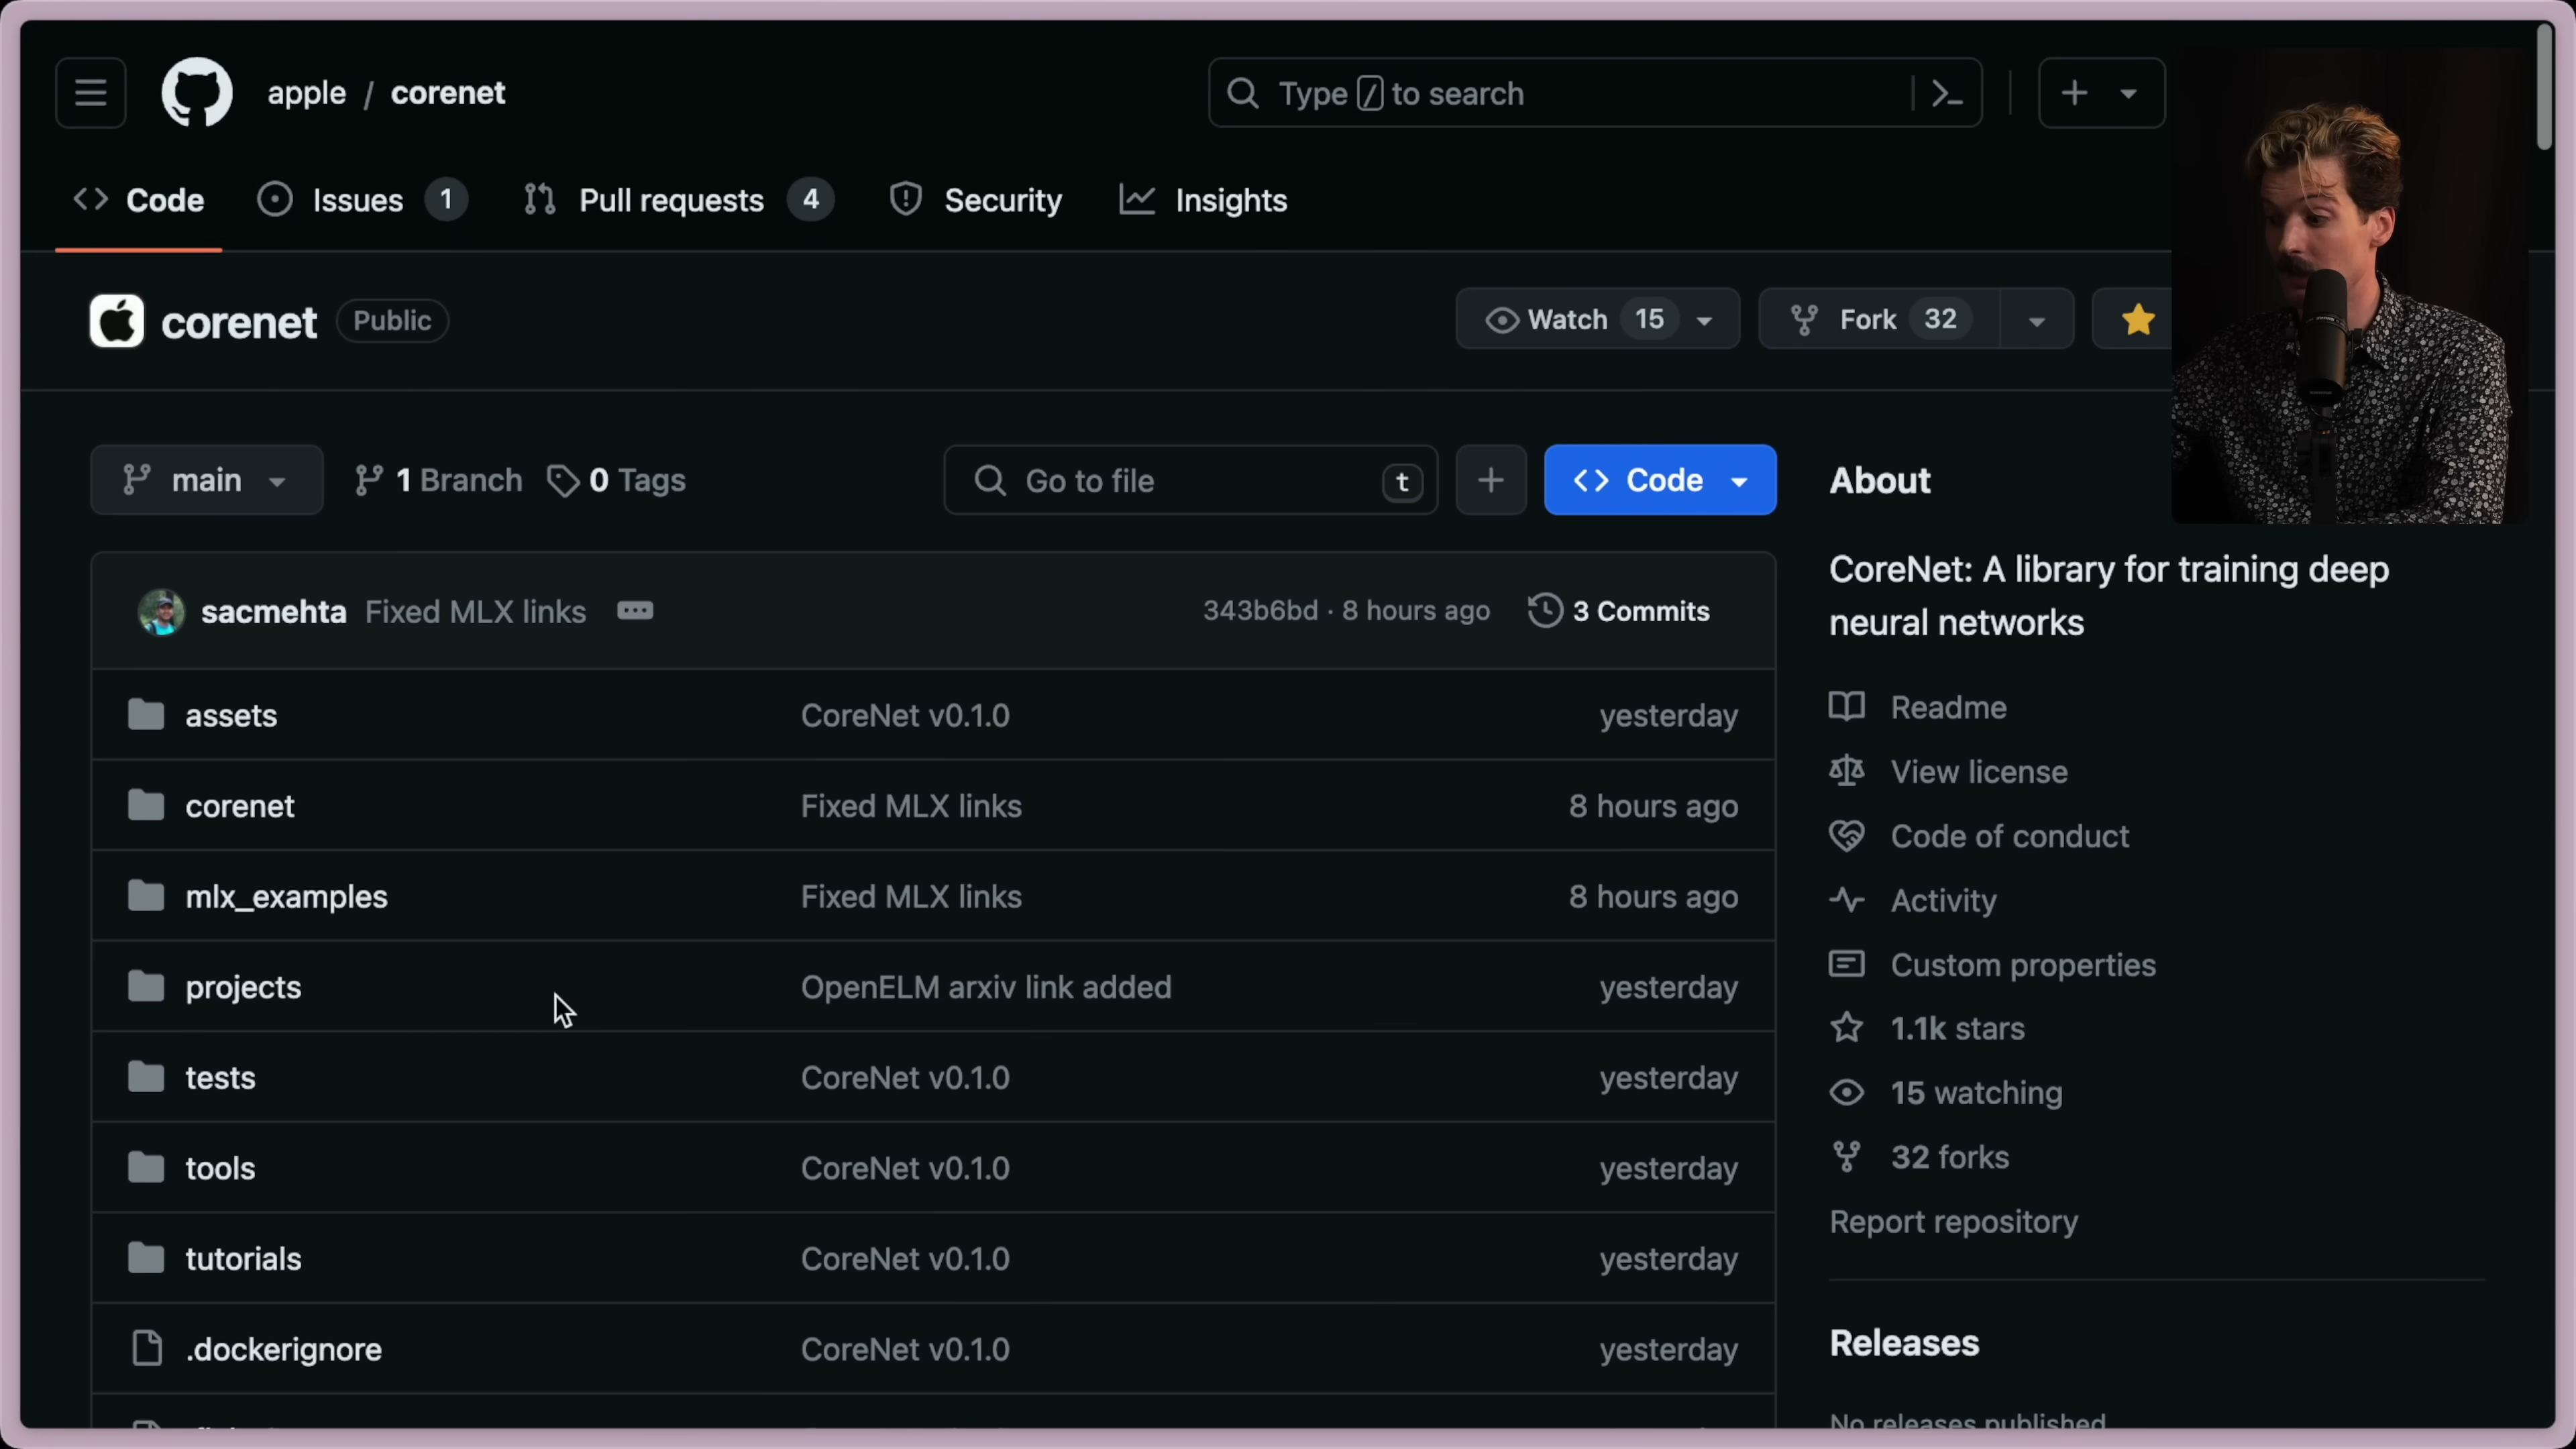 apple / corenet
Type / to search
Code Issues 1 Pull requests 4 Security Insights
corenet Public
Watch 15 Fork 32
main 1 Branch 0 Tags
Go to file t
Code
About
CoreNet: A library for training deep
neural networks
sacmehta Fixed MLX links 343b6bd · 8 hours ago 3 Commits
assets CoreNet v0.1.0 yesterday
corenet Fixed MLX links 8 hours ago
mlx_examples Fixed MLX links 8 hours ago
projects OpenELM arxiv link added yesterday
tests CoreNet v0.1.0 yesterday
tools CoreNet v0.1.0 yesterday
tutorials CoreNet v0.1.0 yesterday
.dockerignore CoreNet v0.1.0 yesterday
Readme
View license
Code of conduct
Activity
Custom properties
1.1k stars
15 watching
32 forks
Report repository
Releases
No releases published